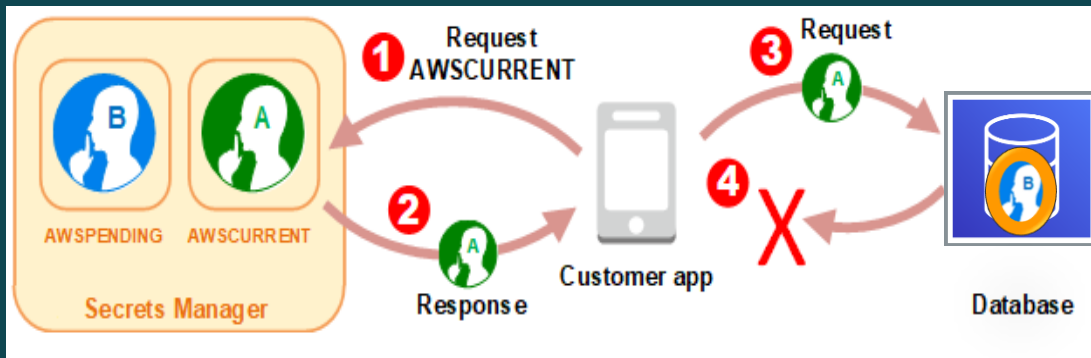 1
Request
AWSCURRENT
3
Request
A
B
A
4
B
AWSPENDING
AWSCURRENT
2
A
Customer app
Secrets Manager
Response
Database